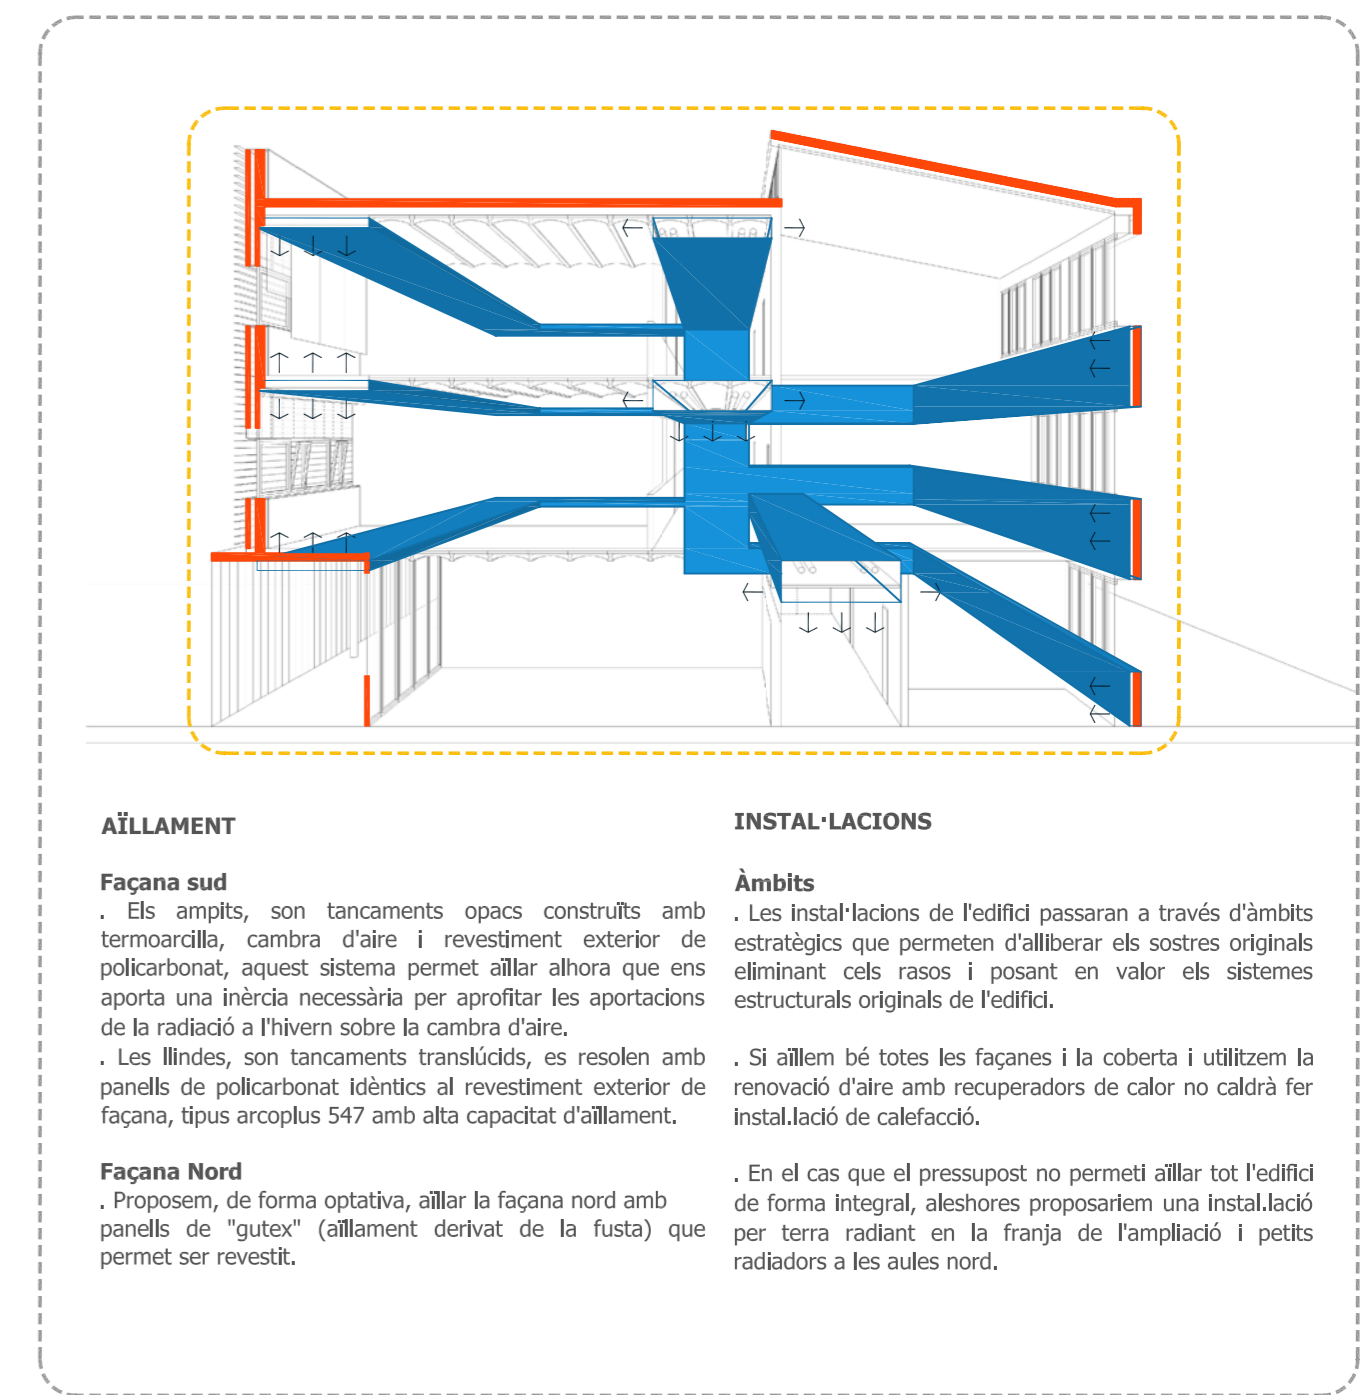 AÏLLAMENT
Façana sud
. Els ampits, son tancaments opacs construïts amb
termoarcilla, cambra d'aire i revestiment exterior de
policarbonat, aquest sistema permet aïllar alhora que ens
aporta una inèrcia necessària per aprofitar les aportacions
de la radiació a l'hivern sobre la cambra d'aire.
. Les llindes, son tancaments translúcids, es resolen amb
panells de policarbonat idèntics al revestiment exterior de
façana, tipus arcoplus 547 amb alta capacitat d'aïllament.
Façana Nord
. Proposem, de forma optativa, aïllar la façana nord amb
panells de "gutex" (aïllament derivat de la fusta) que
permet ser revestit.
INSTAL·LACIONS
Àmbits
. Les instal·lacions de l'edifici passaran a través d'àmbits
estratègics que permeten d'alliberar els sostres originals
eliminant cels rasos i posant en valor els sistemes
estructurals originals de l'edifici.
. Si aïllem bé totes les façanes i la coberta i utilitzem la
renovació d'aire amb recuperadors de calor no caldrà fer
instal.lació de calefacció.
. En el cas que el pressupost no permeti aïllar tot l'edifici
de forma integral, aleshores proposariem una instal.lació
per terra radiant en la franja de l'ampliació i petits
radiadors a les aules nord.